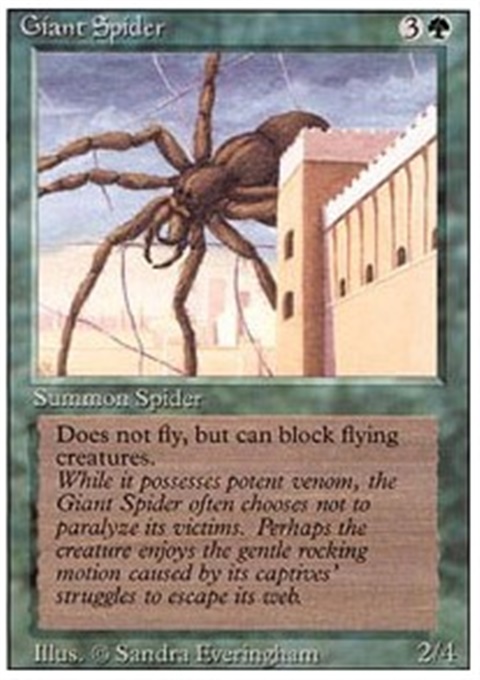 Giant Spider 3
Summon Spider
Does not fly, but can block flying
creatures.
While it possesses potent venom, the
Giant Spider often chooses not to
paralyze its victims. Perhaps the
creature enjoys the gentle rocking
motion caused by its captives'
struggles to escape its web.
Illus. © Sandra Everingham 2/4